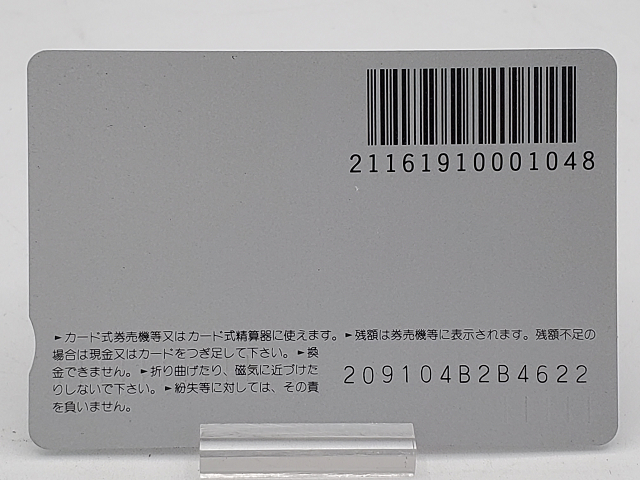 21161910001048
►カード式券売機等又はカード式精算器に使えます。►残額は券売機等に表示されます。残額不足の
場合は現金又はカードをつぎ足して下さい。►換
金できません。►折り曲げたり、磁気に近づけた
りしないで下さい。►紛失等に対しては、その責
を負いません。
209104B2B4622